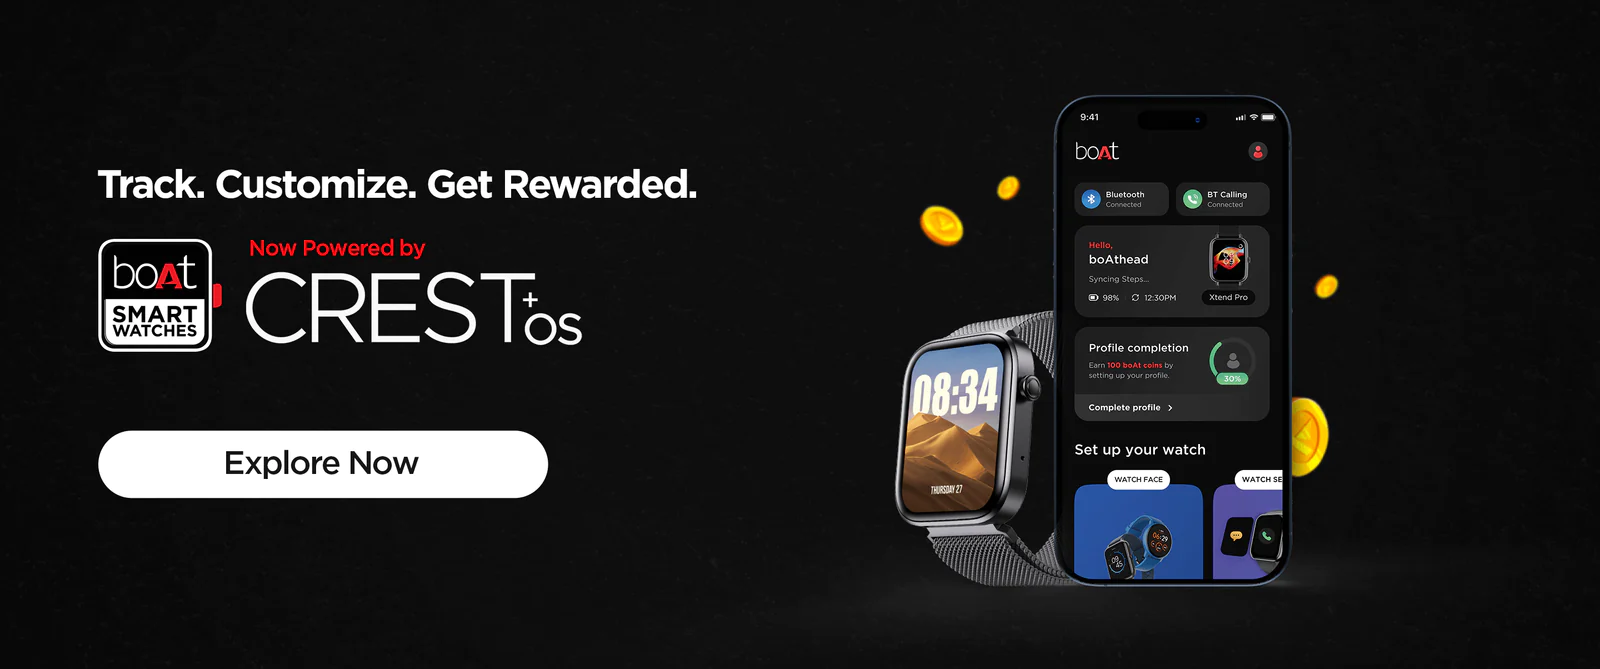 Track. Customize. Get Rewarded.
boAt
SMART
WATCHES
Now Powered by
CREST+OS
Explore Now
08:34
THURSDAY 27
9:41
boAt
Bluetooth
Connected
BT Calling
Connected
Hello,
boAthead
Syncing Steps...
98%
12:30PM
Xtend Pro
Profile completion
Earn 100 boAt coins by
setting up your profile.
30%
Complete profile >
Set up your watch
WATCH FACE
WATCH SE